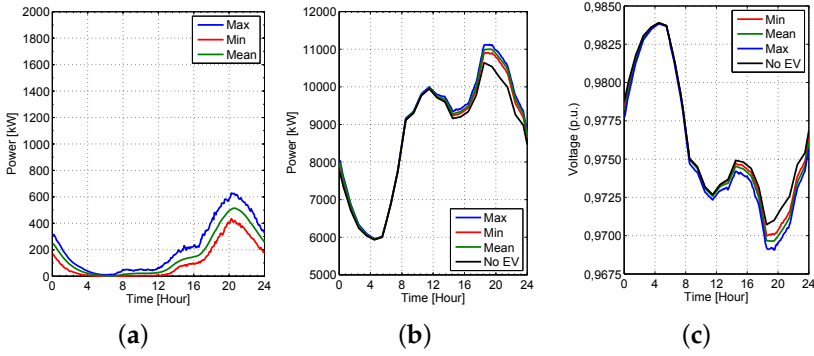 2000
1800
1600
1400
1200
1000
800
600
400
200
0
Power [kW]
0 4 8 12 16 20 24
Time [Hour]
Max
Min
Mean
(a)
12000
11000
10000
9000
8000
7000
6000
5000
Power [kW]
0 4 8 12 16 20 24
Time [Hour]
Max
Min
Mean
No EV
(b)
0,9850
0,9825
0,9800
0,9775
0,9750
0,9725
0,9700
0,9675
Voltage (p.u.)
0 4 8 12 16 20 24
Time [Hour]
Min
Mean
Max
No EV
(c)